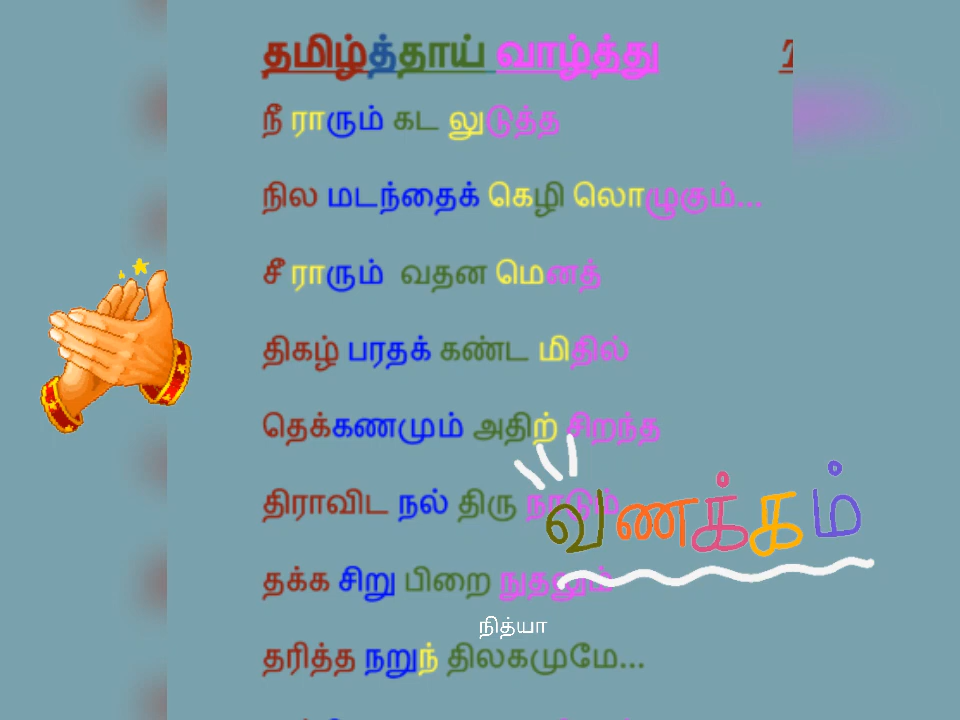 தமிழ்த்தாய் வாழ்த்து
நீ ராரும் கட லுடுத்த
நில மடந்தைக் கெழி லொழுகும்...
சீ ராரும் வதன மெனத்
திகழ் பரதக் கண்ட மிதில்
தெக்கணமும் அதிற் சிறந்த
திராவிட நல் திரு நாடும்
வணக்கம்
தக்க சிறு பிறை நுதலும்
நித்யா
தரித்த நறுந் திலகமுமே...